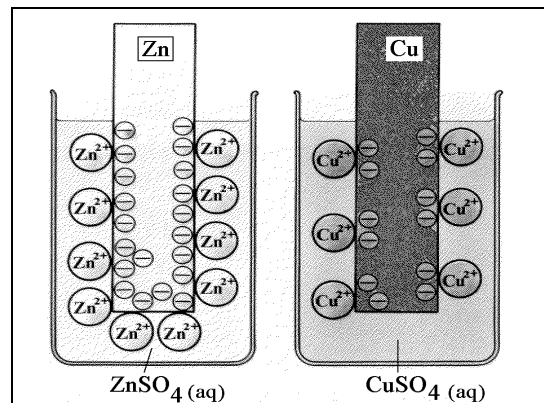 Zn
Cu
Zn²⁺ Zn²⁺
Cu²⁺ Cu²⁺
Zn²⁺ Zn²⁺
Cu²⁺ Cu²⁺
Zn²⁺ Zn²⁺
Cu²⁺ Cu²⁺
Zn²⁺ Zn²⁺
Zn²⁺ Zn²⁺
ZnSO₄ (aq)
CuSO₄ (aq)